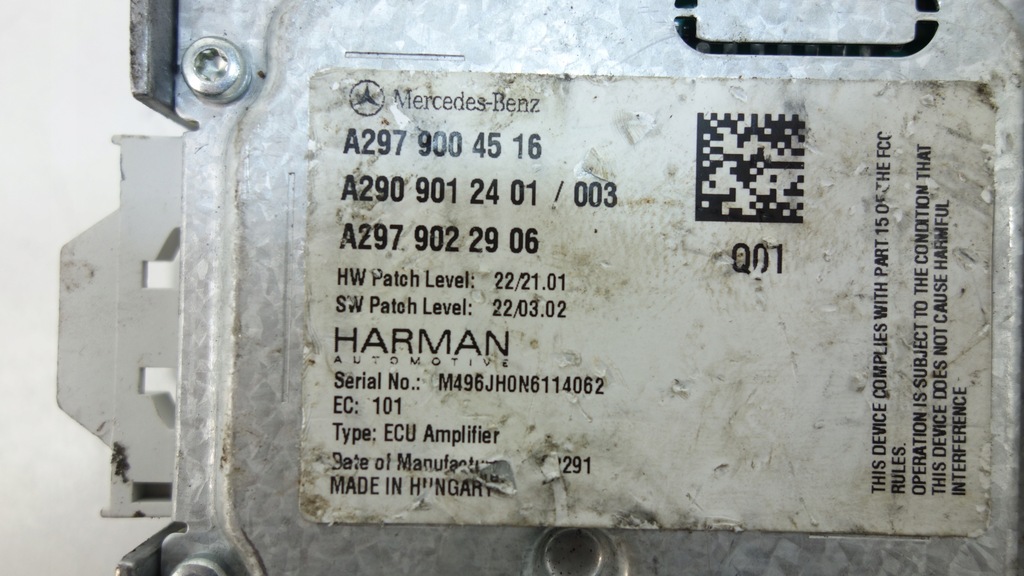 Mercedes-Benz
A297 900 45 16
A290 901 24 01 / 003
A297 902 29 06
HW Patch Level: 22/21.01
SW Patch Level: 22/03.02
HARMAN
AUTOMOTIVE
Serial No.: M496JH0N6114062
EC: 101
Type: ECU Amplifier
Date of 291
MADE IN HUNGARY
Q01
THIS DEVICE COMPLIES WITH PART 15 OF THE FCC
RULES.
OPERATION IS SUBJECT TO THE CONDITION THAT
THIS DEVICE DOES NOT CAUSE HARMFUL
INTERFERENCE